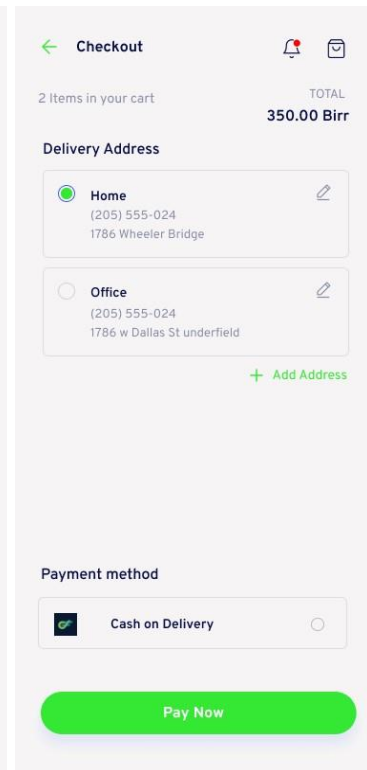 Checkout
2 Items in your cart
TOTAL
350.00 Birr
Delivery Address
Home
(205) 555-024
1786 Wheeler Bridge
Office
(205) 555-024
1786 w Dallas St underfield
+ Add Address
Payment method
Cash on Delivery
Pay Now